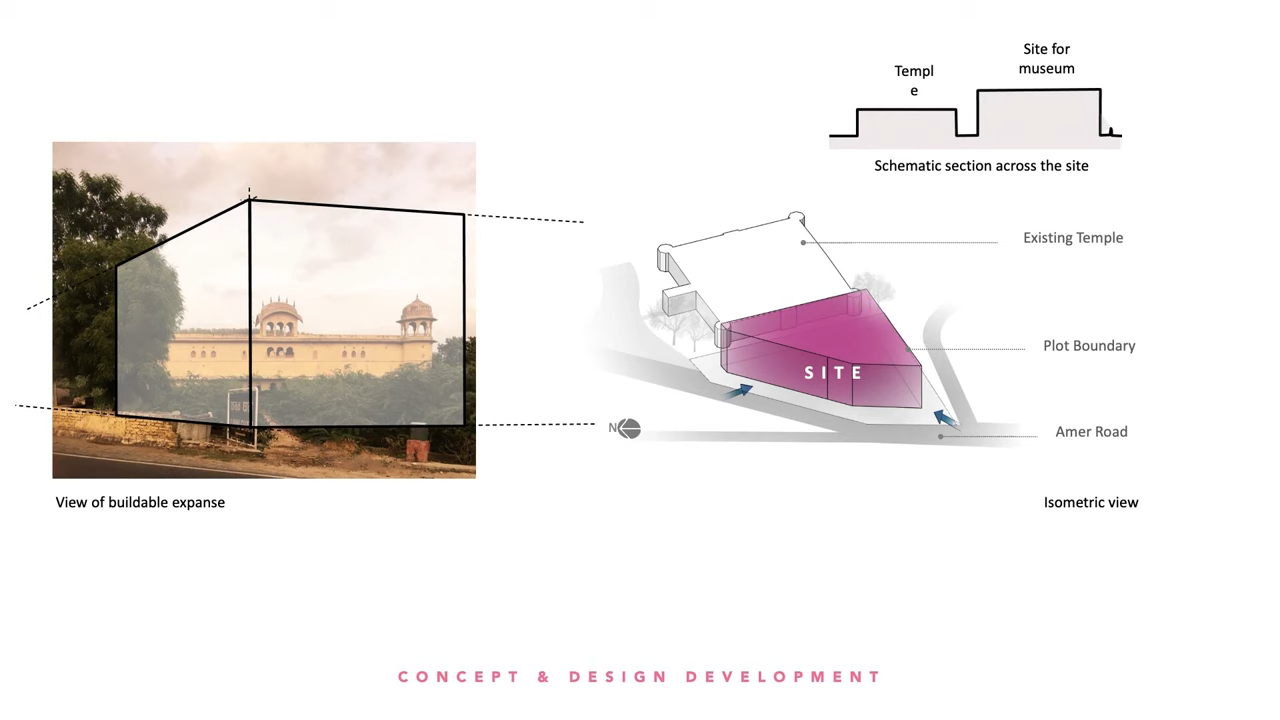 Site for
museum
Templ
e
Schematic section across the site
Existing Temple
Plot Boundary
SITE
N
Amer Road
View of buildable expanse
Isometric view
CONCEPT & DESIGN DEVELOPMENT